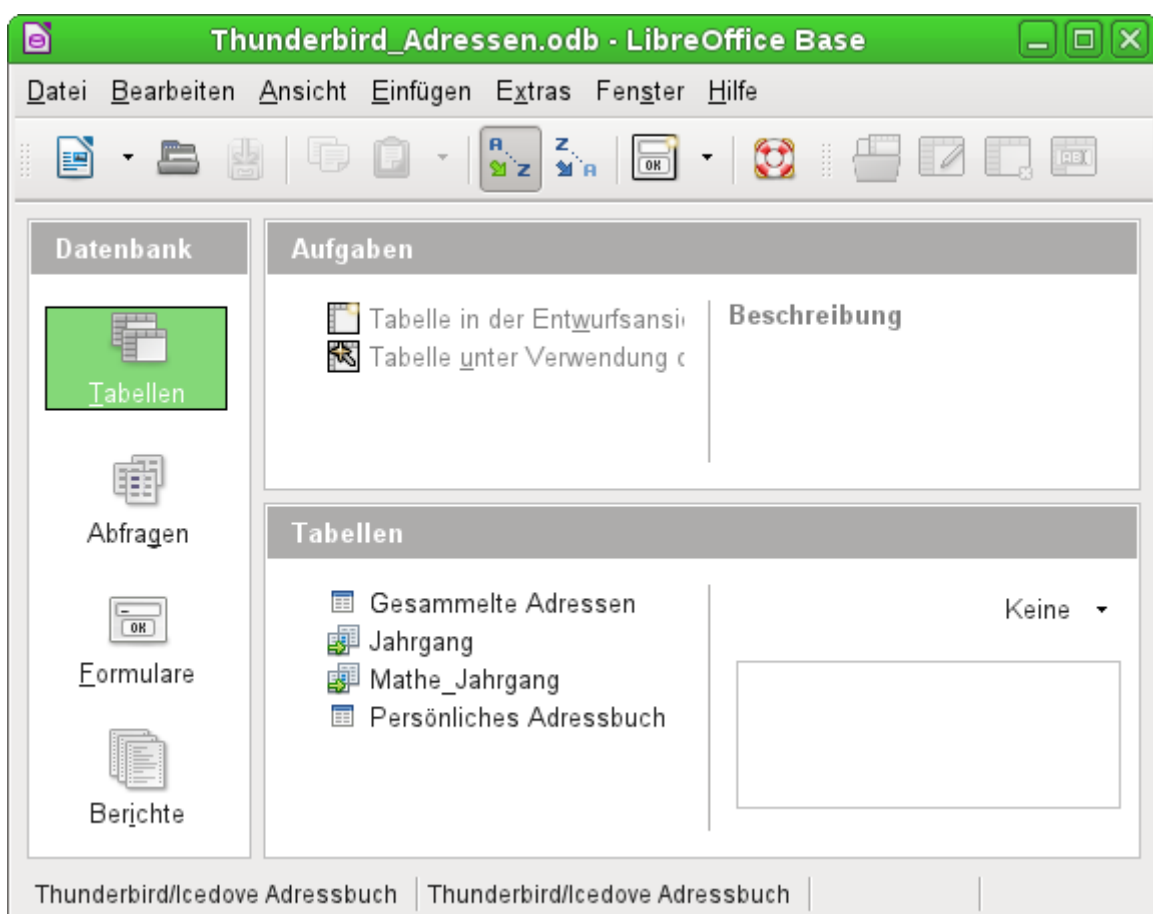 Thunderbird_Adressen.odb - LibreOffice Base
Datei Bearbeiten Ansicht Einfügen Extras Fenster Hilfe
Datenbank
Tabellen
Abfragen
Formulare
Berichte
Aufgaben
Tabelle in der Entwurfsansi
Tabelle unter Verwendung
Beschreibung
Tabellen
Gesammelte Adressen
Jahrgang
Mathe_Jahrgang
Persönliches Adressbuch
Keine
Thunderbird/Icedove Adressbuch Thunderbird/Icedove Adressbuch